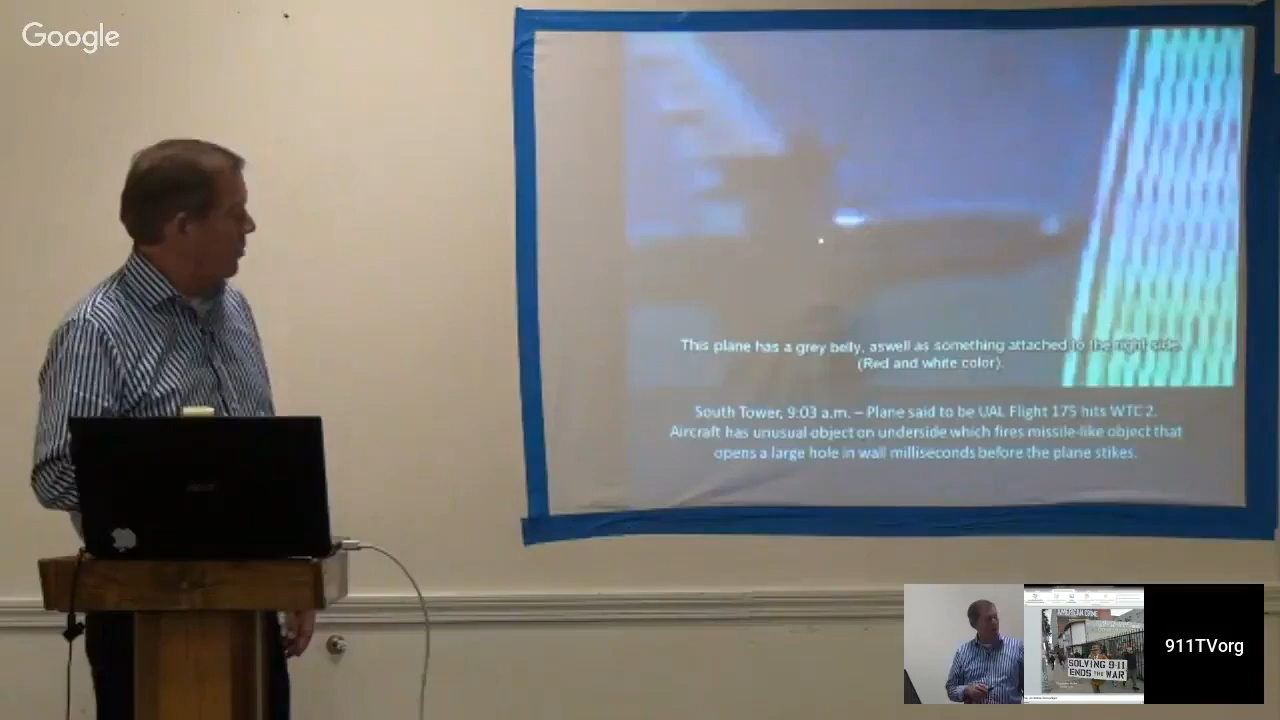 Google
This plane has a grey belly, aswell as something attached to the right side.
(Red and white color).
South Tower, 9:03 a.m. – Plane said to be UAL Flight 175 hits WTC 2.
Aircraft has unusual object on underside which fires missile-like object that
opens a large hole in wall milliseconds before the plane stikes.
AMERICAN CRIME
SOLVING 9-11
ENDS THE WAR
911TVorg